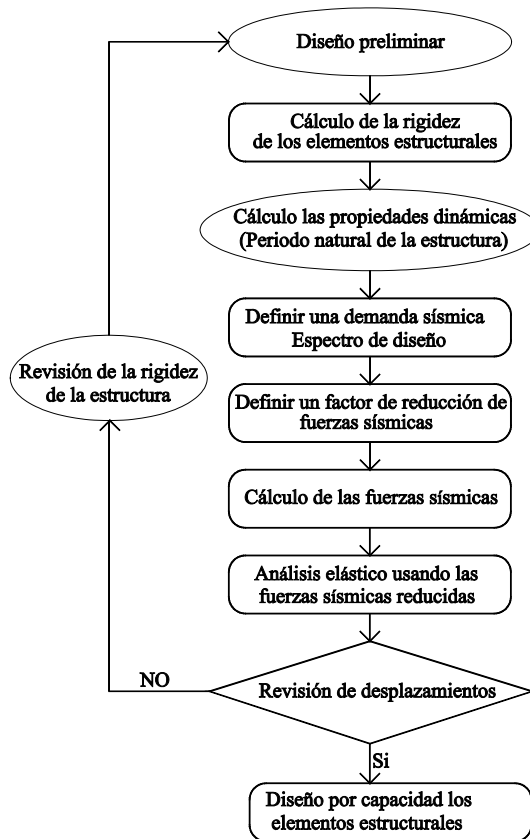 Diseño preliminar
Cálculo de la rigidez
de los elementos estructurales
Cálculo las propiedades dinámicas
(Periodo natural de la estructura)
Definir una demanda sísmica
Espectro de diseño
Revisión de la rigidez
de la estructura
Definir un factor de reducción de
fuerzas sísmicas
Cálculo de las fuerzas sísmicas
Análisis elástico usando las
fuerzas sísmicas reducidas
NO
Revisión de desplazamientos
Si
Diseño por capacidad los
elementos estructurales